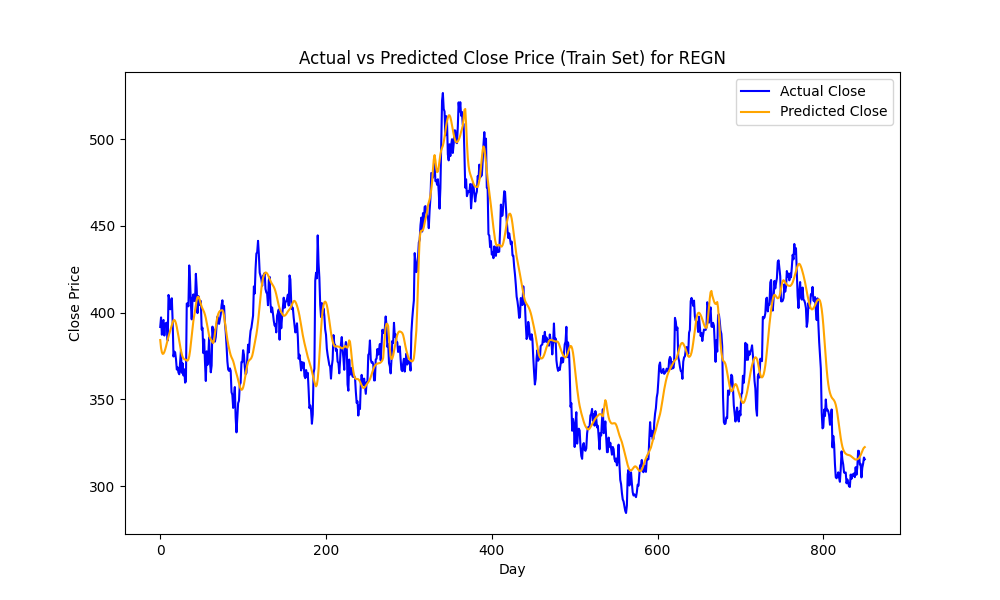 Actual vs Predicted Close Price (Train Set) for REGN
Actual Close
Predicted Close
500
450
400
350
300
Close Price
0
200
400
600
800
Day